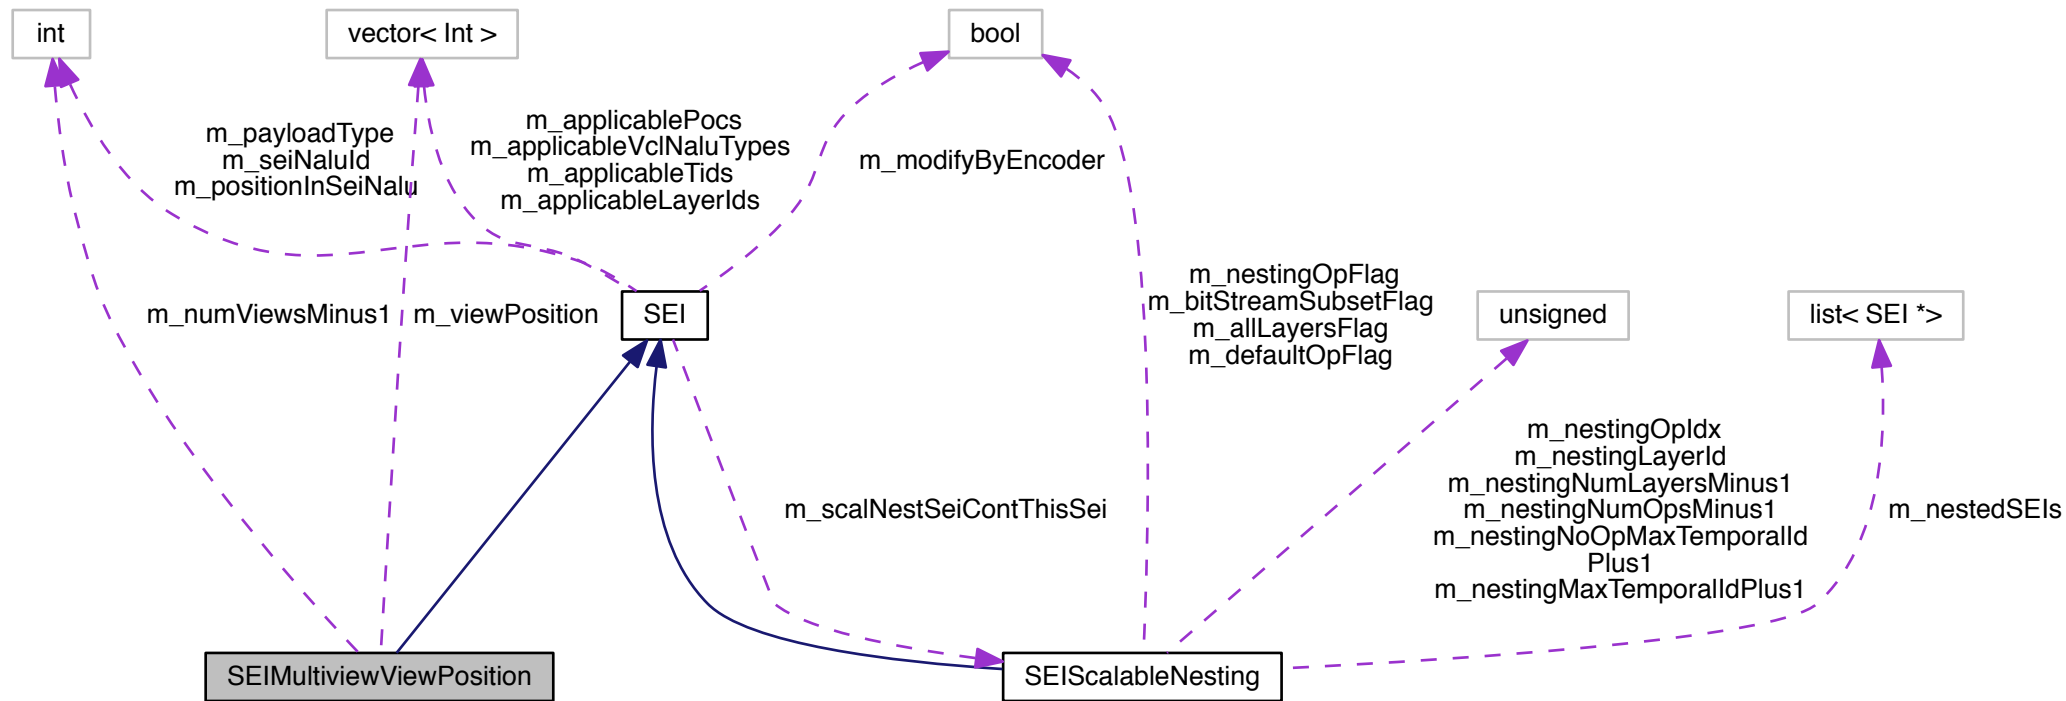 int
vector< Int >
bool
m_payloadType
m_seiNaluId
m_positionInSeiNalu
m_applicablePocs
m_applicableVclNaluTypes
m_applicableTids
m_applicableLayerIds
m_modifyByEncoder
m_numViewsMinus1
m_viewPosition
SEI
m_nestingOpFlag
m_bitStreamSubsetFlag
m_allLayersFlag
m_defaultOpFlag
unsigned
list< SEI *>
m_scalNestSeiContThisSei
m_nestingOpIdx
m_nestingLayerId
m_nestingNumLayersMinus1
m_nestingNumOpsMinus1
m_nestingNoOpMaxTemporalId
Plus1
m_nestingMaxTemporalIdPlus1
m_nestedSEIs
SEIMultiviewViewPosition
SEIScalableNesting